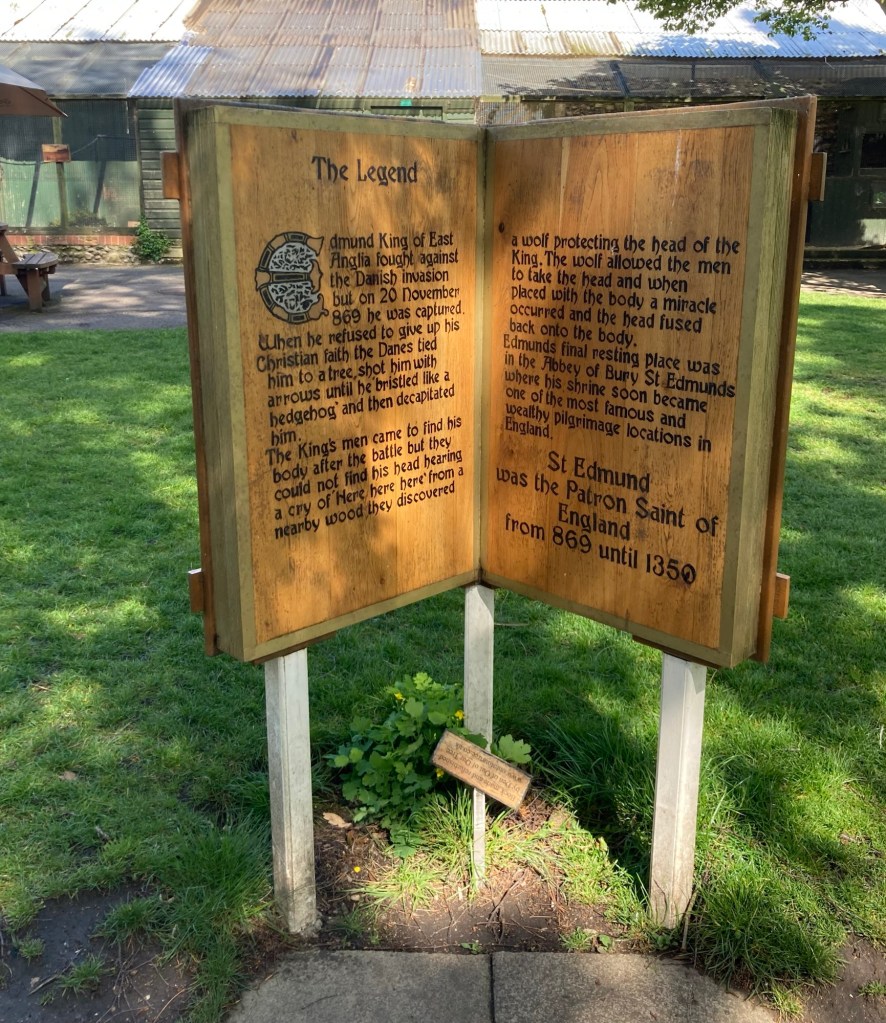 The Legend
Edmund King of East
Anglia fought against
the Danish invasion
but on 20 November
869 he was captured.
When he refused to give up his
Christian faith the Danes tied
him to a tree, shot him with
arrows until he 'bristled like a
hedgehog' and then decapitated
him.
The King's men came to find his
body after the battle but they
could not find his head hearing
a cry of 'Here, here here' from a
nearby wood they discovered
a wolf protecting the head of the
King. The wolf allowed the men
to take the head and when
placed with the body a miracle
occurred and the head fused
back onto the body.
Edmunds final resting place was
in the Abbey of Bury St Edmunds
where his shrine soon became
one of the most famous and
wealthy pilgrimage locations in
England.
St Edmund
was the Patron Saint of
England
from 869 until 1350